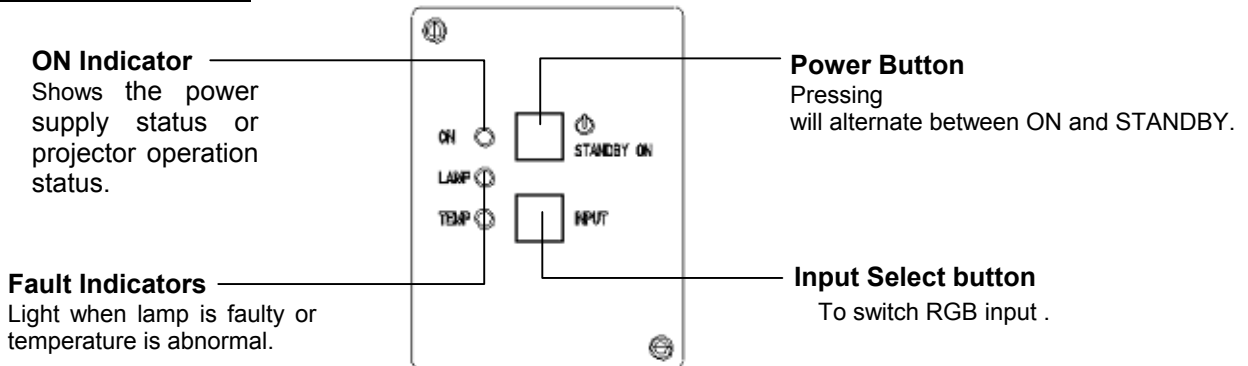 ON Indicator
Shows the power
supply status or
projector operation
status.
Fault Indicators
Light when lamp is faulty or
temperature is abnormal.
ON
STANDBY ON
LAMP
TEMP
INPUT
Power Button
Pressing
will alternate between ON and STANDBY.
Input Select button
To switch RGB input .